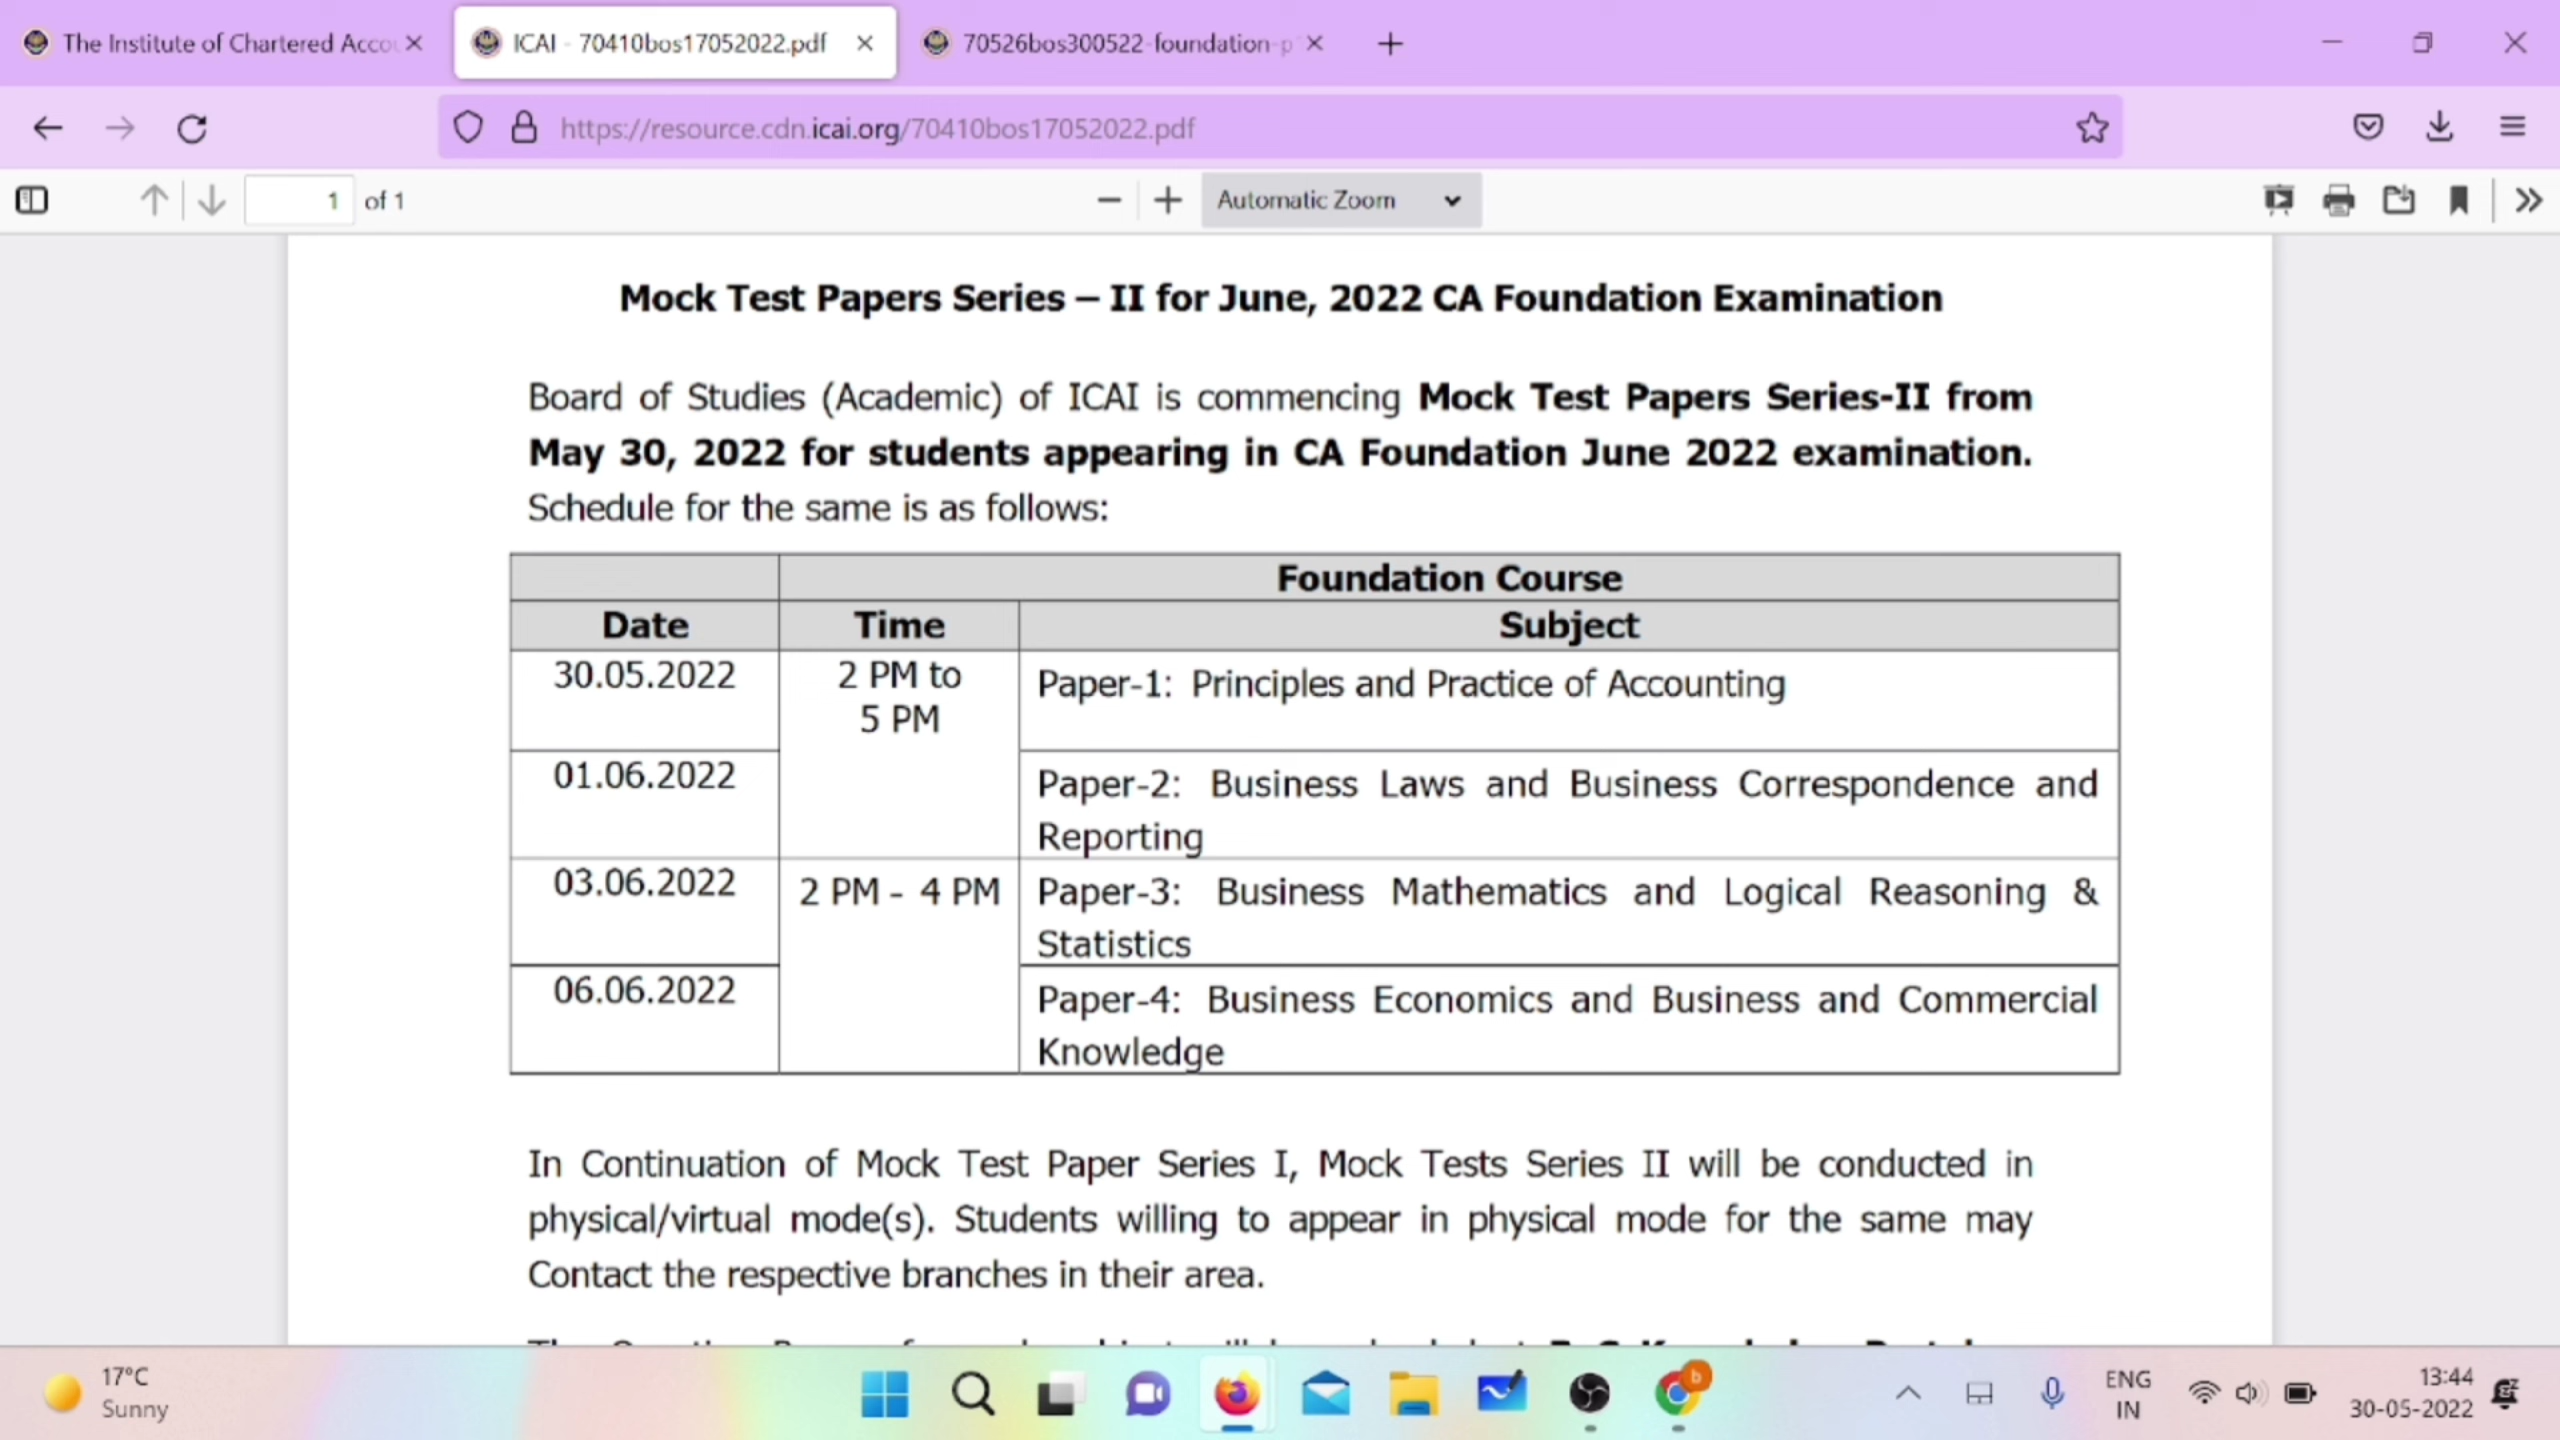 The Institute of Chartered Acco
ICAI - 70410bos17052022.pdf
70526bos300522-foundation-p
https://resource.cdn.icai.org/70410bos17052022.pdf
1 of 1
Automatic Zoom
Mock Test Papers Series – II for June, 2022 CA Foundation Examination
Board of Studies (Academic) of ICAI is commencing Mock Test Papers Series-II from
May 30, 2022 for students appearing in CA Foundation June 2022 examination.
Schedule for the same is as follows:
Foundation Course
Date Time Subject
30.05.2022 2 PM to 5 PM Paper-1: Principles and Practice of Accounting
01.06.2022 Paper-2: Business Laws and Business Correspondence and
Reporting
03.06.2022 2 PM - 4 PM Paper-3: Business Mathematics and Logical Reasoning &
Statistics
06.06.2022 Paper-4: Business Economics and Business and Commercial
Knowledge
In Continuation of Mock Test Paper Series I, Mock Tests Series II will be conducted in
physical/virtual mode(s). Students willing to appear in physical mode for the same may
Contact the respective branches in their area.
17°C
Sunny
b
ENG
IN
13:44
30-05-2022